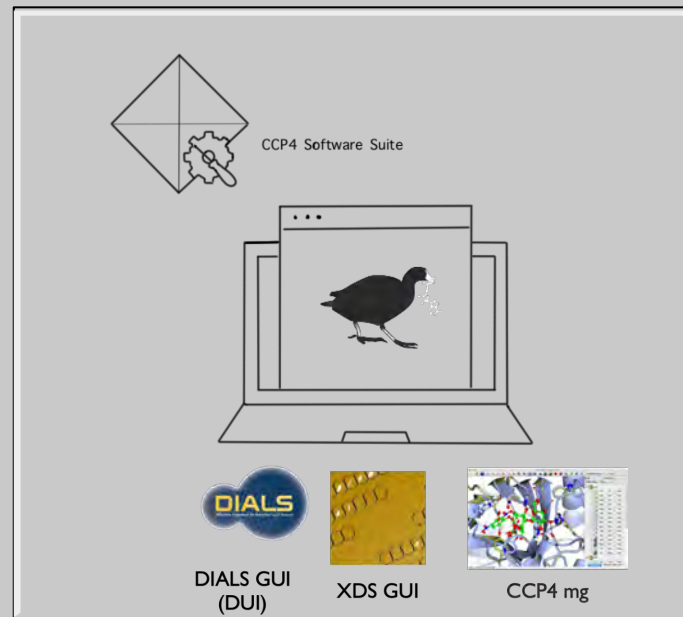 CCP4 Software Suite
DIALS
DIALS GUI
(DUI)
XDS GUI
CCP4 mg